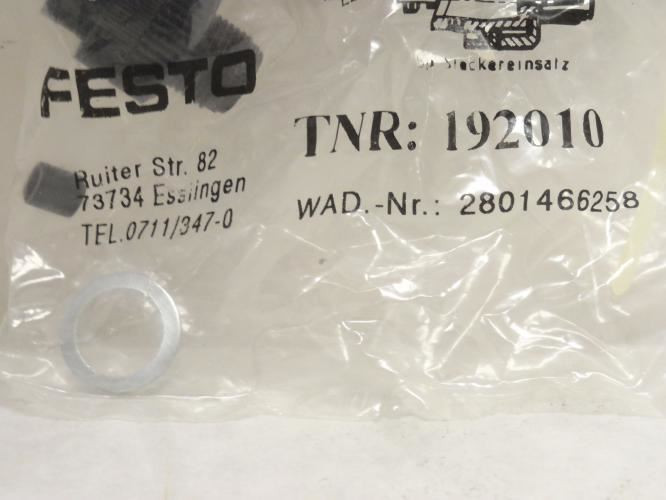 Steckereinsatz
FESTO
TNR: 192010
Ruiter Str. 82
73734 Esslingen
TEL.0711/347-0
WAD.-Nr.: 2801466258